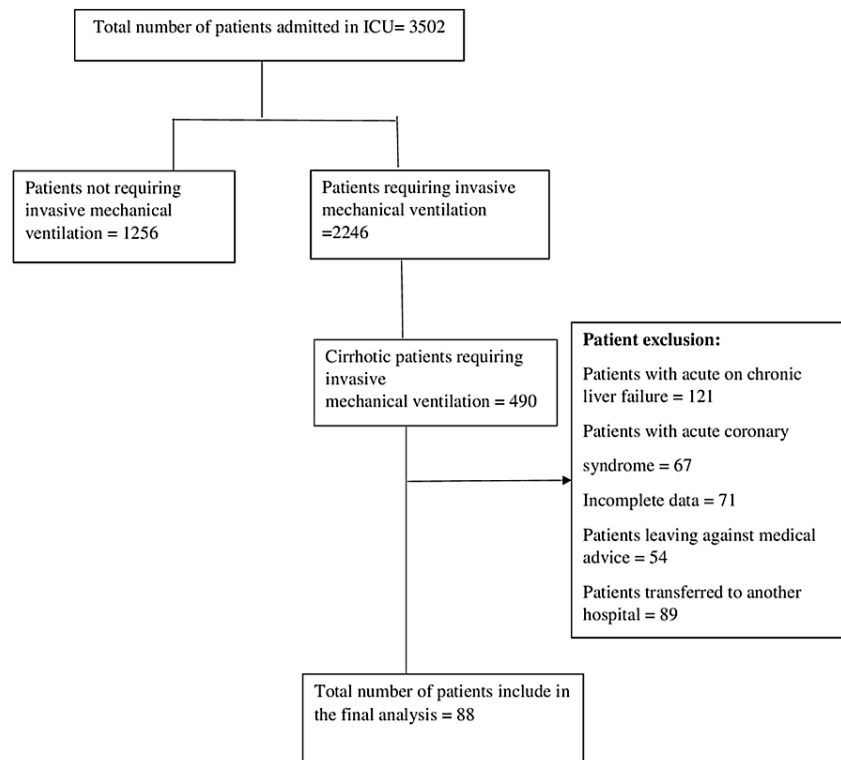 Total number of patients admitted in ICU= 3502
Patients not requiring
invasive mechanical
ventilation = 1256
Patients requiring invasive
mechanical ventilation
=2246
Cirrhotic patients requiring
invasive
mechanical ventilation = 490
Patient exclusion:
Patients with acute on chronic
liver failure = 121
Patients with acute coronary
syndrome = 67
Incomplete data = 71
Patients leaving against medical
advice = 54
Patients transferred to another
hospital = 89
Total number of patients include in
the final analysis = 88